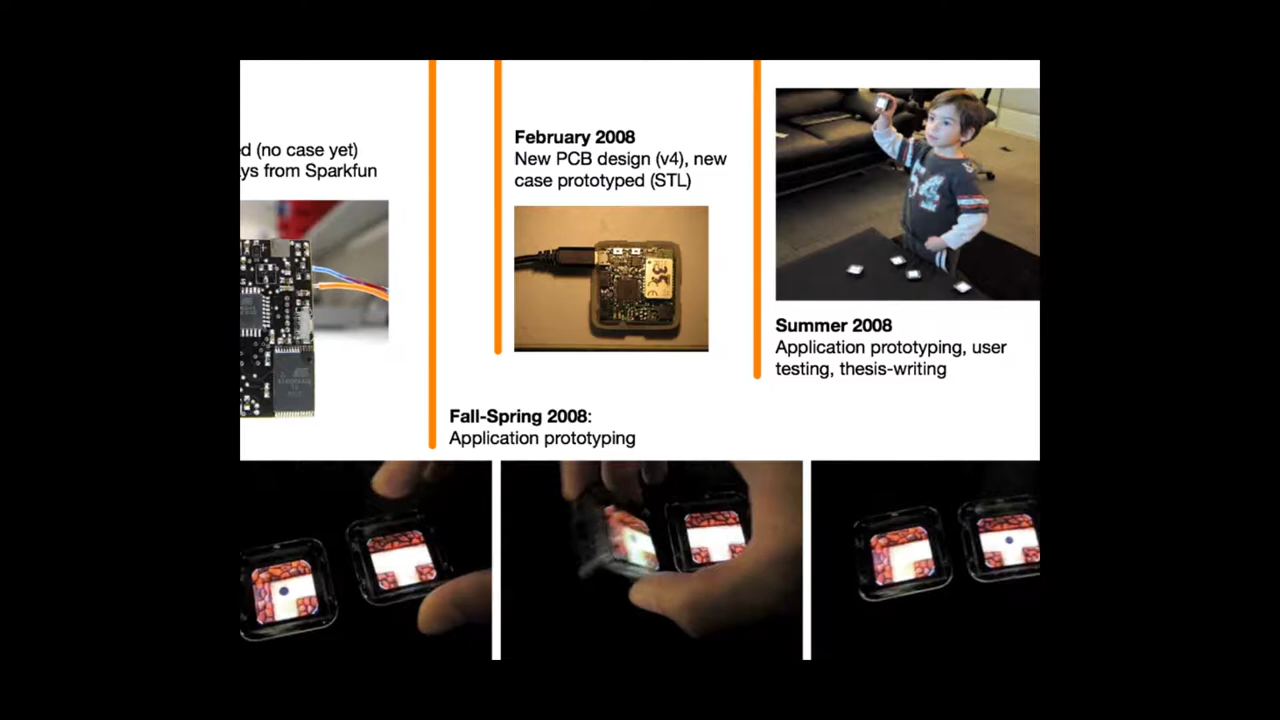 d (no case yet)
ys from Sparkfun
February 2008
New PCB design (v4), new
case prototyped (STL)
Summer 2008
Application prototyping, user
testing, thesis-writing
Fall-Spring 2008:
Application prototyping